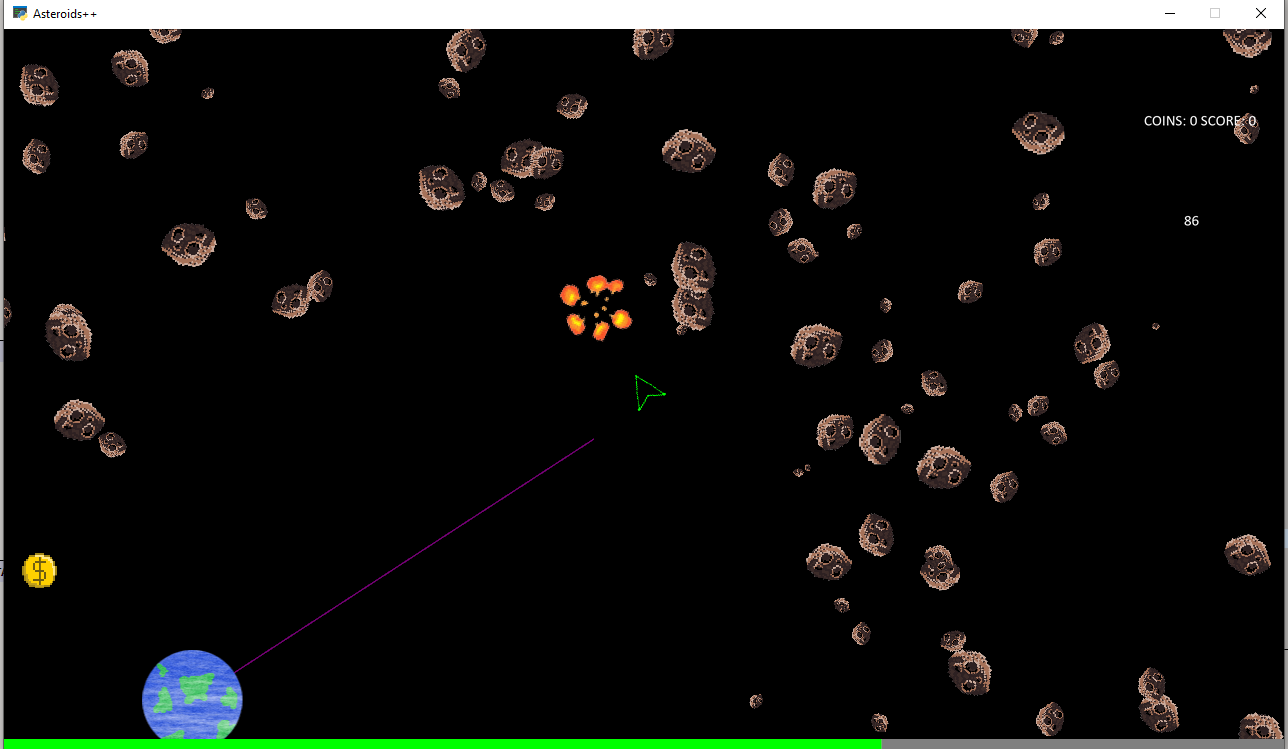 Asteroids++
COINS: 0 SCORE: 0
86
$